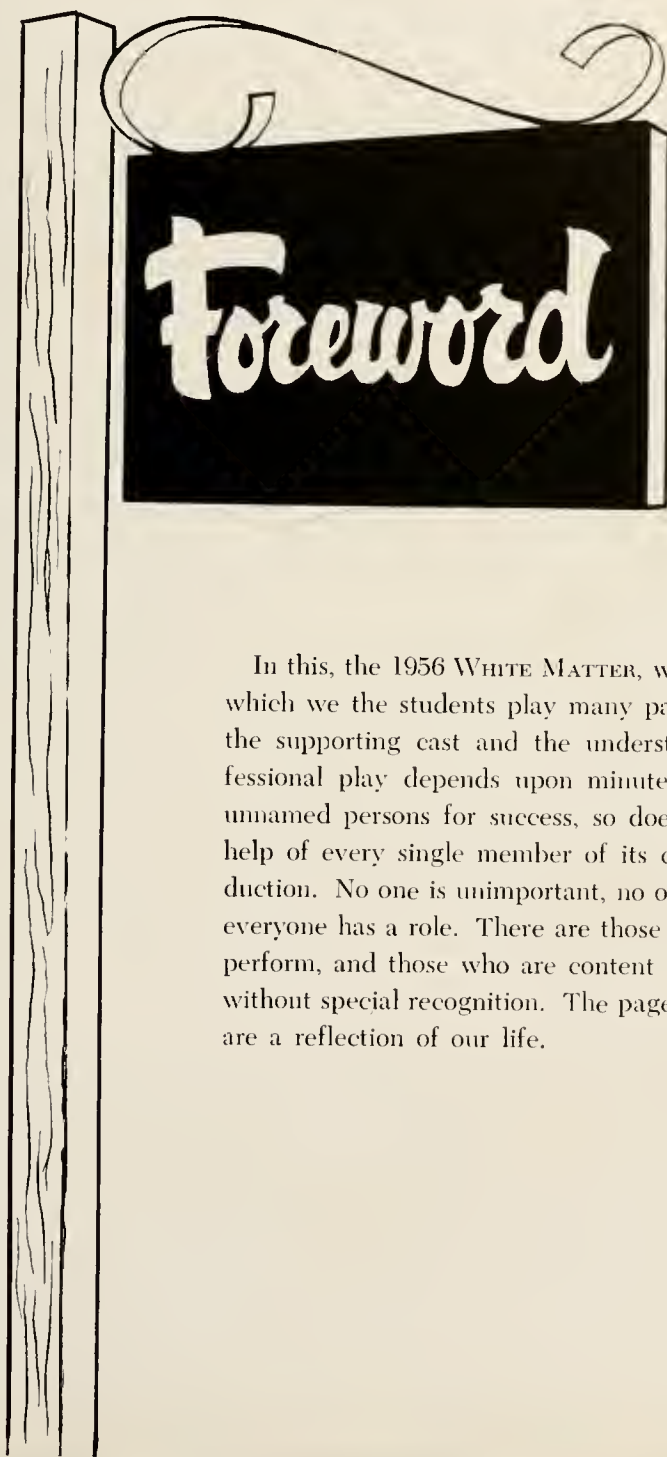 Foreword
In this, the 1956 WHITE MATTER, w
which we the students play many pa
the supporting cast and the underst
fessional play depends upon minute
unnamed persons for success, so doe
help of every single member of its c
duction. No one is unimportant, no o
everyone has a role. There are those
perform, and those who are content
without special recognition. The page
are a reflection of our life.